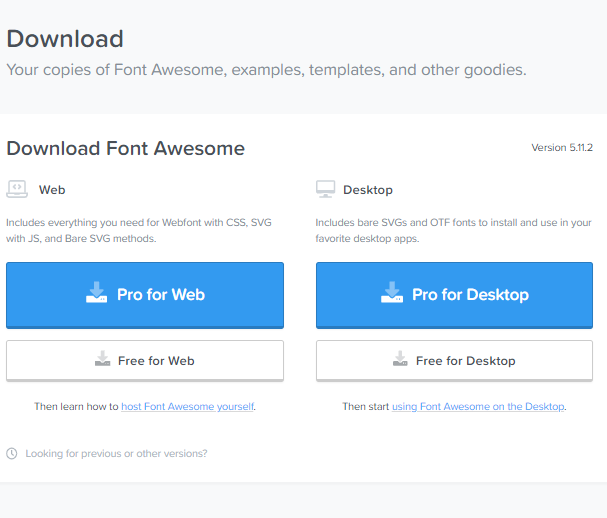 Download
Your copies of Font Awesome, examples, templates, and other goodies.
Download Font Awesome
Version 5.11.2
Web
Includes everything you need for Webfont with CSS, SVG
with JS, and Bare SVG methods.
Pro for Web
Free for Web
Then learn how to host Font Awesome yourself.
Desktop
Includes bare SVGs and OTF fonts to install and use in your
favorite desktop apps.
Pro for Desktop
Free for Desktop
Then start using Font Awesome on the Desktop.
Looking for previous or other versions?